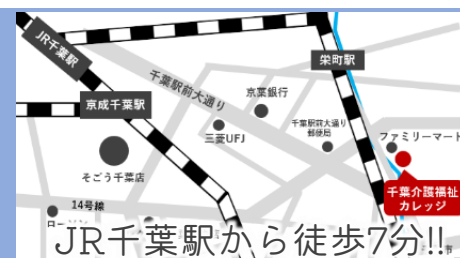 JR千葉駅
栄町駅
千葉駅前大通り
京葉銀行
京成千葉駅
千葉駅前大通り
郵便局
三菱UFJ
ファミリーマート
そごう千葉店
千葉介護福祉
カレッジ
14号線
JR千葉駅から徒歩7分!!